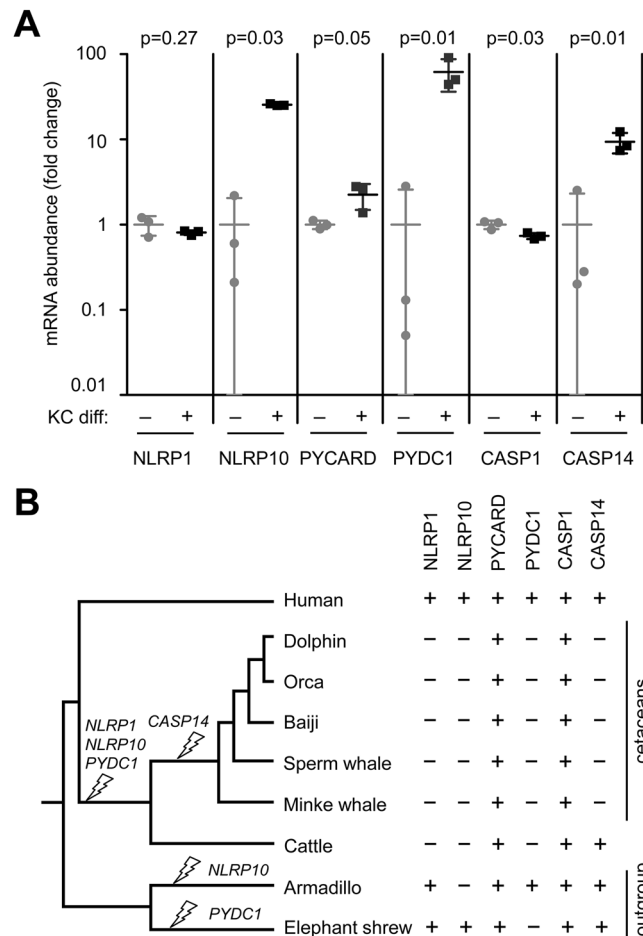 A
p=0.27 p=0.03 p=0.05 p=0.01 p=0.03 p=0.01
mRNA abundance (fold change)
100
10
1
0.1
0.01
KC diff: – + – + – + – + – + – +
NLRP1 NLRP10 PYCARD PYDC1 CASP1 CASP14
B
NLRP1 NLRP10 PYCARD PYDC1 CASP1 CASP14
Human + + + + + +
Dolphin – – + – + –
Orca – – + – + –
Baiji – – + – + –
Sperm whale – – + – + –
Minke whale – – + – + –
Cattle – – + – + +
Armadillo + – + + + +
Elephant shrew + + + – + +
NLRP1
NLRP10
PYDC1
CASP14
NLRP10
PYDC1
cetaceans
outgroup